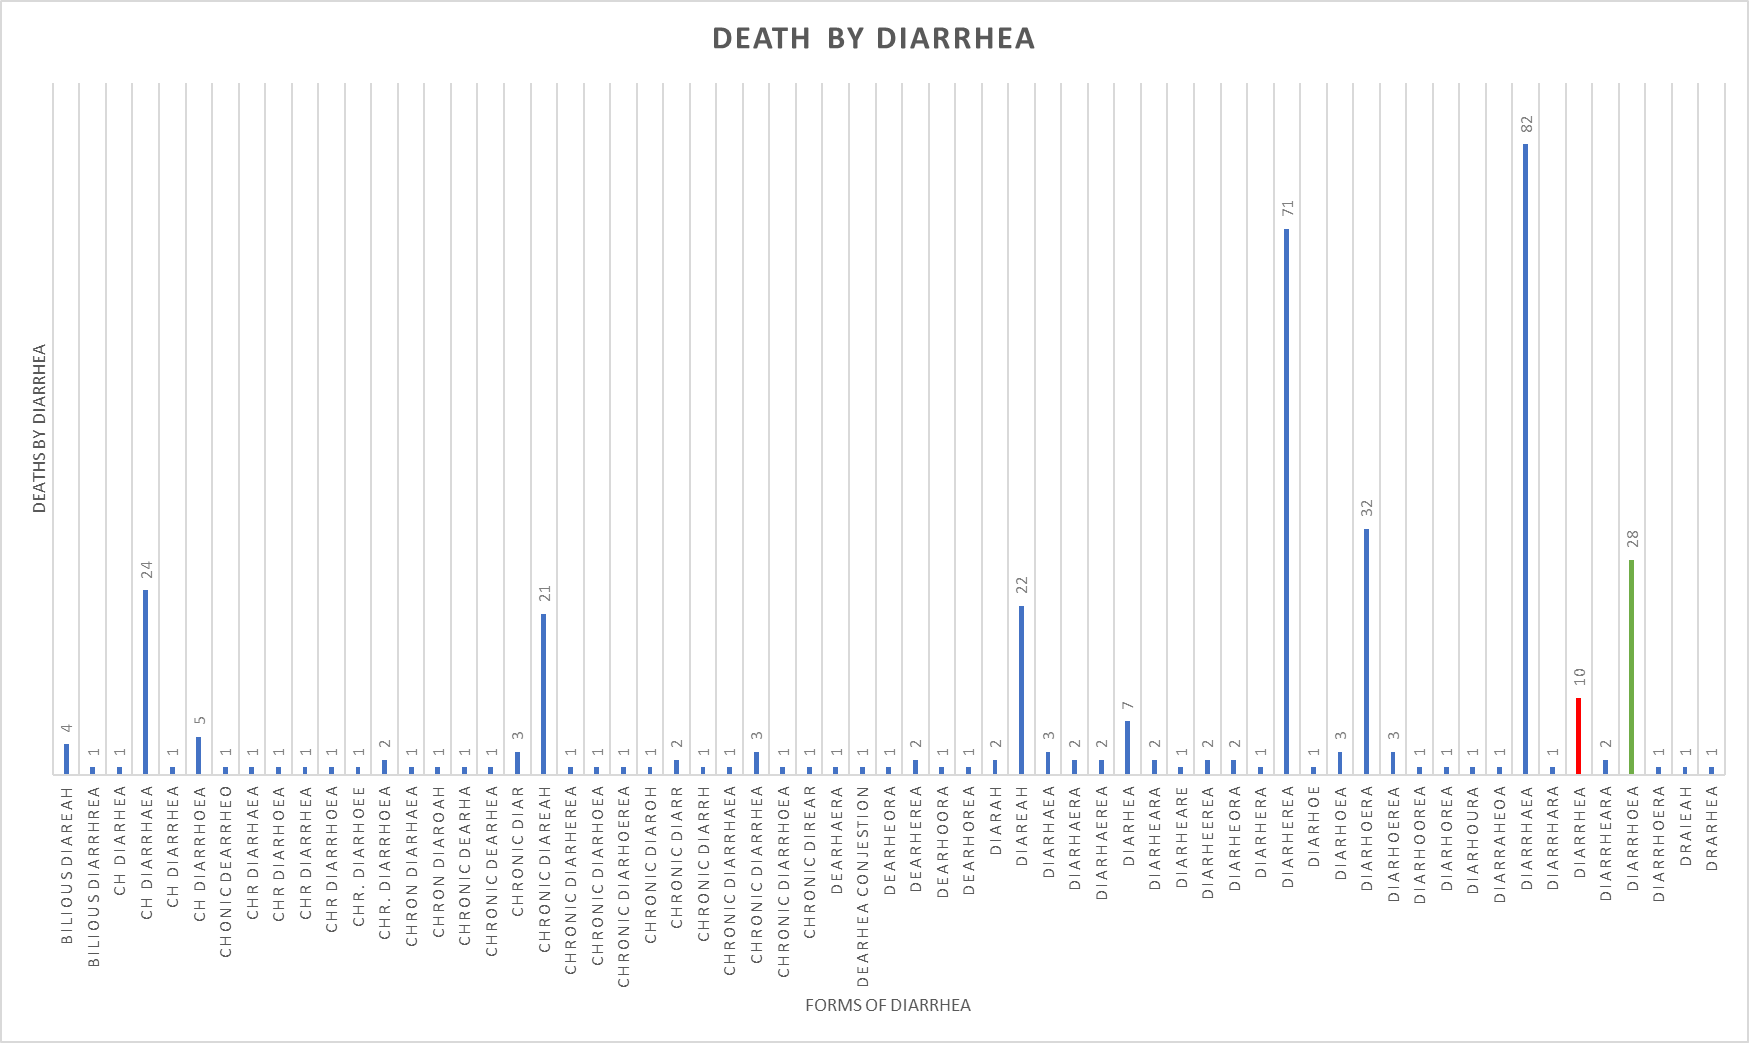 DEATH BY DIARRHEA
DEATHS BY DIARRHEA
4
1
1
24
1
5
1
1
1
1
1
1
2
1
1
1
1
3
21
1
1
1
1
2
1
1
3
1
1
1
1
1
2
1
1
2
22
3
2
2
7
2
1
2
2
1
71
1
3
32
3
1
1
1
1
82
1
10
2
28
1
1
1
BILIOUS DIAREAH
BILIOUS DIARRHREA
CH DIARHEA
CH DIARRHAEA
CH DIARRHEA
CH DIARRHOEA
CHONIC DEARRHEO
CHR DIARHAEA
CHR DIARHOEA
CHR DIARRHEA
CHR DIARRHOEA
CHR. DIARHOEE
CHR. DIARRHOEA
CHRON DIARHAEA
CHRON DIAROAH
CHRONIC DEARHA
CHRONIC DEARHEA
CHRONIC DIAR
CHRONIC DIAREAH
CHRONIC DIARHEREA
CHRONIC DIARHOEA
CHRONIC DIARHOEREA
CHRONIC DIAROH
CHRONIC DIARR
CHRONIC DIARRH
CHRONIC DIARRHAEA
CHRONIC DIARRHEA
CHRONIC DIARRHOEA
CHRONIC DIREAR
DEARHAERA
DEARHEA CONJESTION
DEARHEORA
DEARHEREA
DEARHOORA
DEARHOREA
DIARAH
DIAREAH
DIARHAEA
DIARHAERA
DIARHAEREA
DIARHEA
DIARHEARA
DIARHEARE
DIARHEEREA
DIARHEORA
DIARHERA
DIARHEREA
DIARHOE
DIARHOEA
DIARHOERA
DIARHOEREA
DIARHOOREA
DIARHOREA
DIARHOURA
DIARRAHEOA
DIARRHAEA
DIARRHARA
DIARRHEA
DIARRHEARA
DIARRHOEA
DIARRHOERA
DRAIEAH
DRARHEA
FORMS OF DIARRHEA